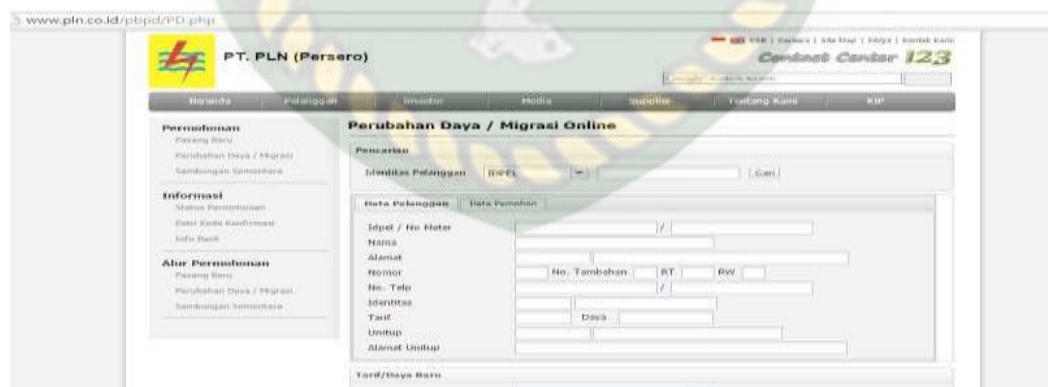 www.pln.co.id/pbpd/PD.php
PT. PLN (Persero)
Contact Center 123
Beranda Pelanggan Investor Media Supplier Tentang Kami KIP
Permohonan
Pasang Baru
Perubahan Daya / Migrasi
Sambungan Sementara
Informasi
Status Permohonan
Entri Kode Konfirmasi
Info Bank
Alur Permohonan
Pasang Baru
Perubahan Daya / Migrasi
Sambungan Sementara
Perubahan Daya / Migrasi Online
Pencarian
Identitas Pelanggan IDPEL Cari
Data Pelanggan Data Pemohon
Idpel / No Meter /
Nama
Alamat
Nomor No. Tambahan RT RW
No. Telp /
Identitas
Tarif Daya
Unitup
Alamat Unitup
Tarif/Daya Baru